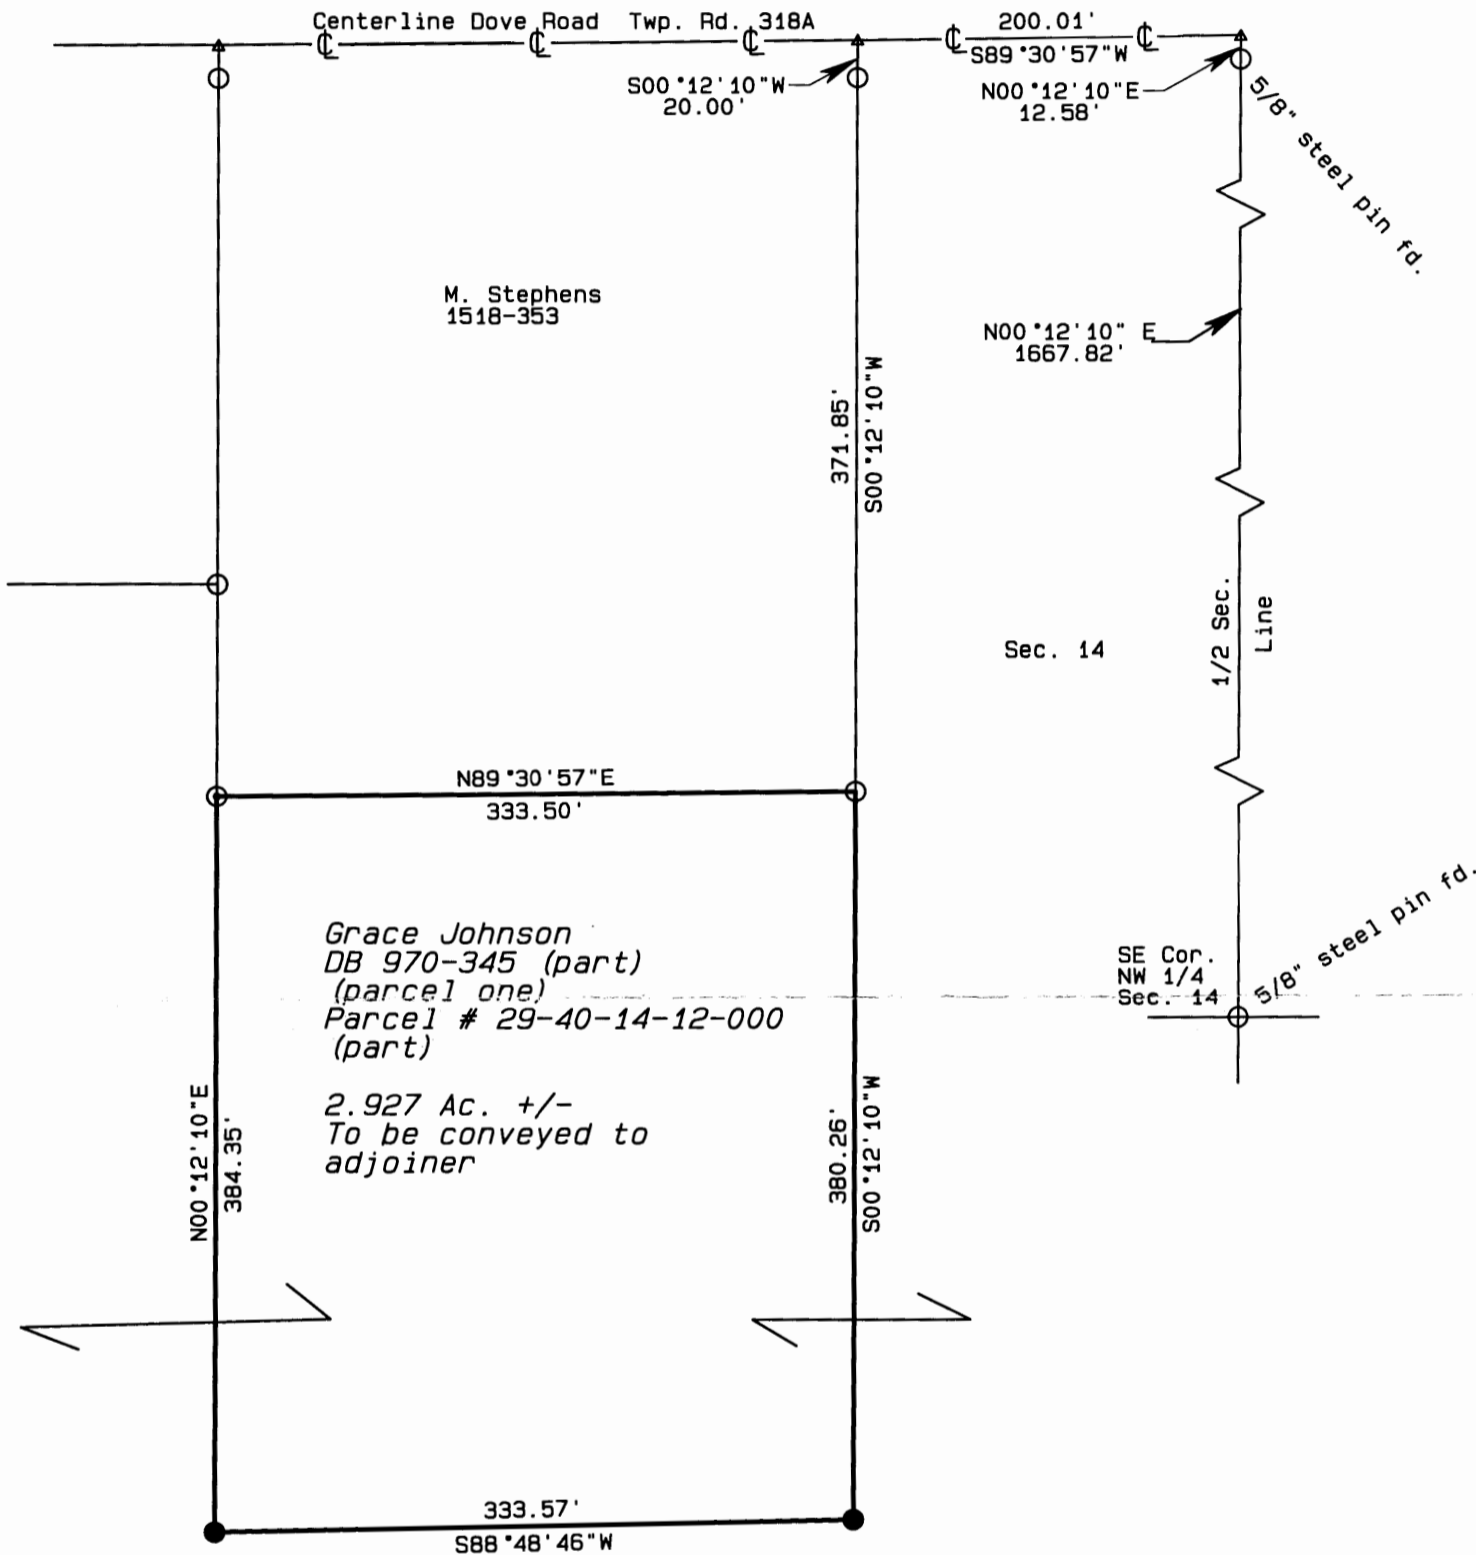 Centerline Dove Road Twp. Rd. 318A
200.01'
S89°30'57"W
S00°12'10"W
20.00'
N00°12'10"E
12.58'
5/8" steel pin fd.
M. Stephens
1518-353
N00°12'10" E
1667.82'
371.85'
S00°12'10"W
1/2 Sec.
Line
Sec. 14
N89°30'57"E
333.50'
Grace Johnson
DB 970-345 (part)
(parcel one)
Parcel # 29-40-14-12-000
(part)
2.927 Ac. +/-
To be conveyed to
adjoiner
SE Cor.
NW 1/4
Sec. 14
5/8" steel pin fd.
N00°12'10"E
384.35'
380.26'
S00°12'10"W
333.57'
S88°48'46"W